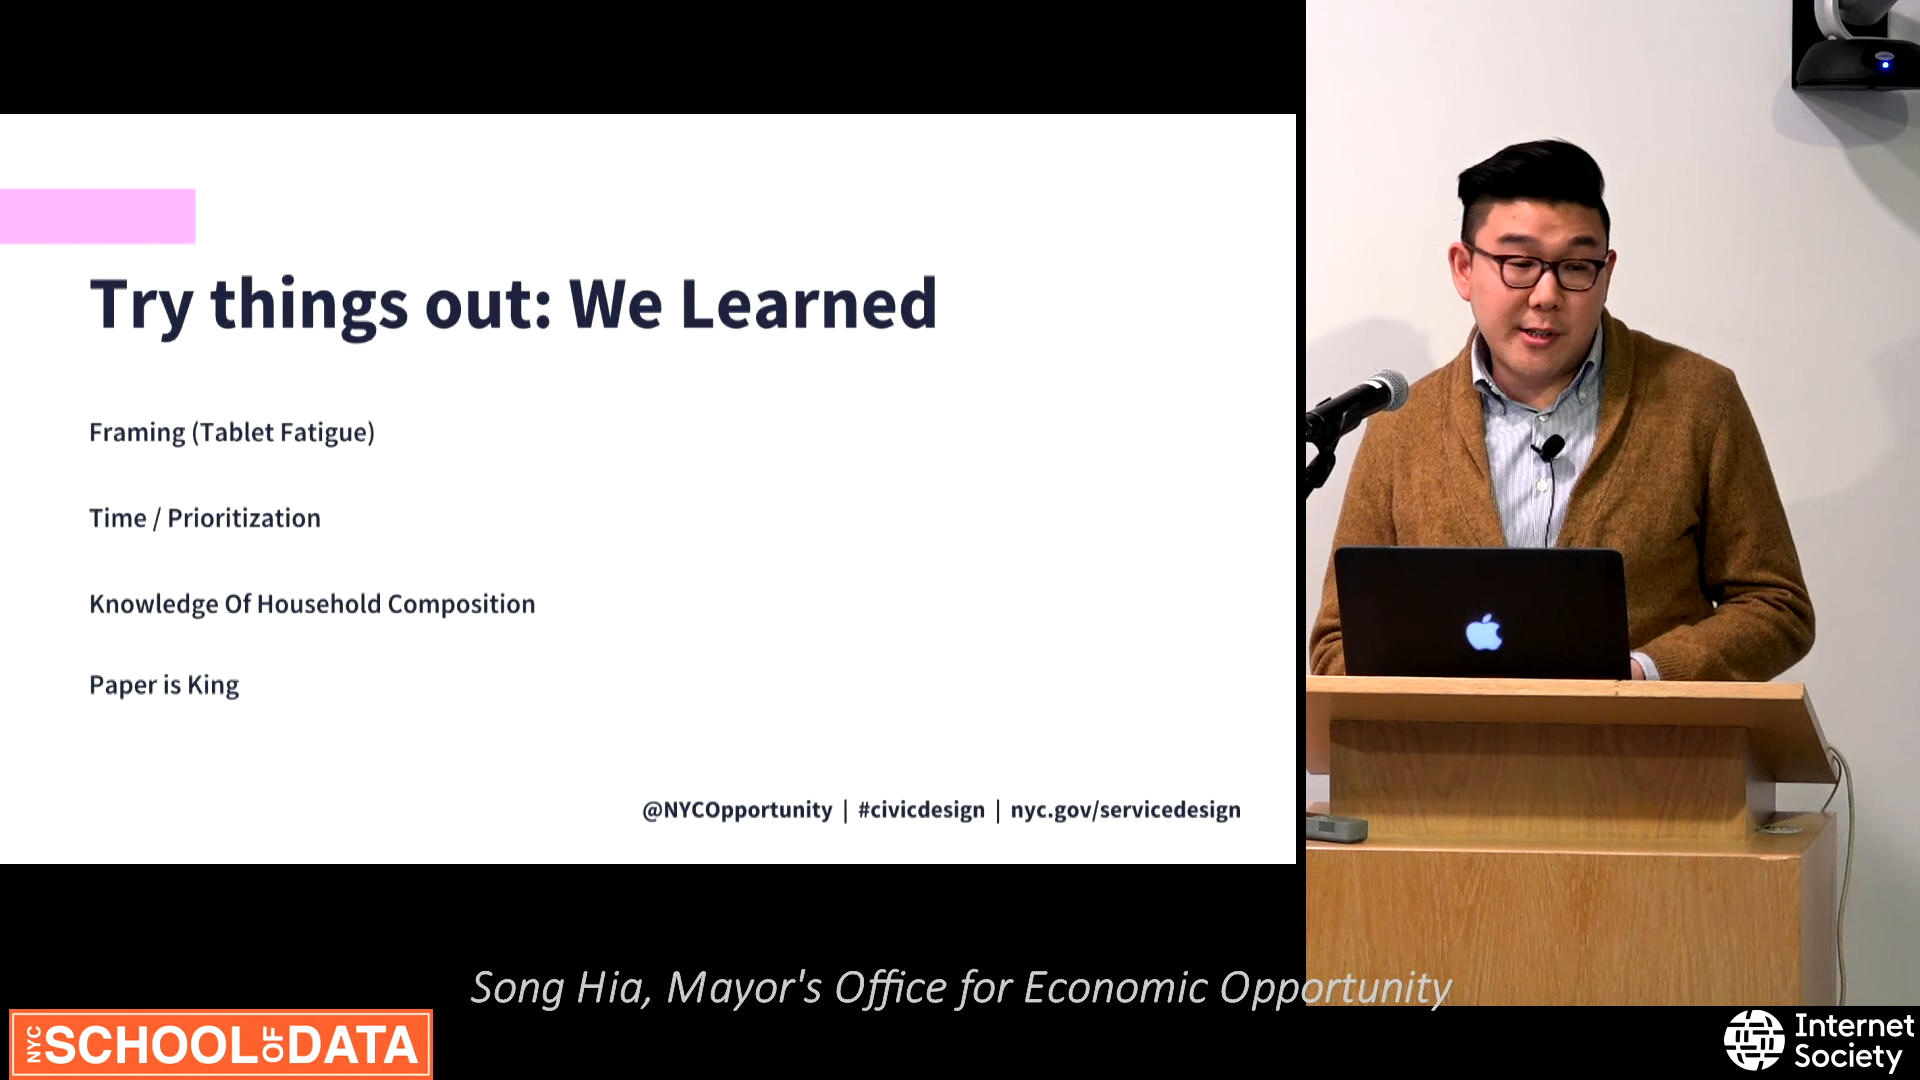 Try things out: We Learned
Framing (Tablet Fatigue)
Time / Prioritization
Knowledge Of Household Composition
Paper is King
@NYCOpportunity | #civicdesign | nyc.gov/servicedesign
Song Hia, Mayor's Office for Economic Opportunity
NYC SCHOOL OF DATA
Internet
Society